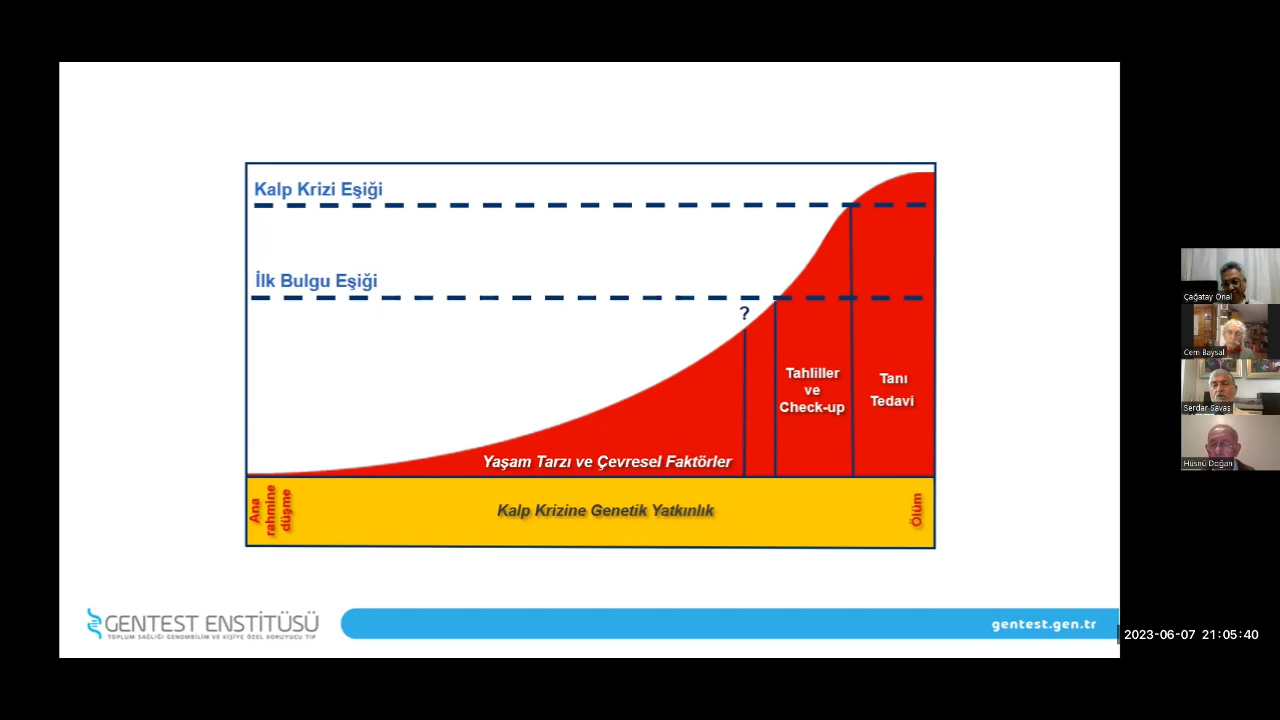 Kalp Krizi Eşiği
İlk Bulgu Eşiği
?
Tahliller
ve
Check-up
Tanı
Tedavi
Yaşam Tarzı ve Çevresel Faktörler
Ana
rahmine
düşme
Kalp Krizine Genetik Yatkınlık
Ölüm
GENTEST ENSTİTÜSÜ
TOPLUM SAĞLIĞI GENOMBİLİM VE KİŞİYE ÖZEL KORUYUCU TIP
gentest.gen.tr
Çağatay Önal
Cem Baysal
Serdar Savaş
Hüsnü Doğan
2023-06-07 21:05:40